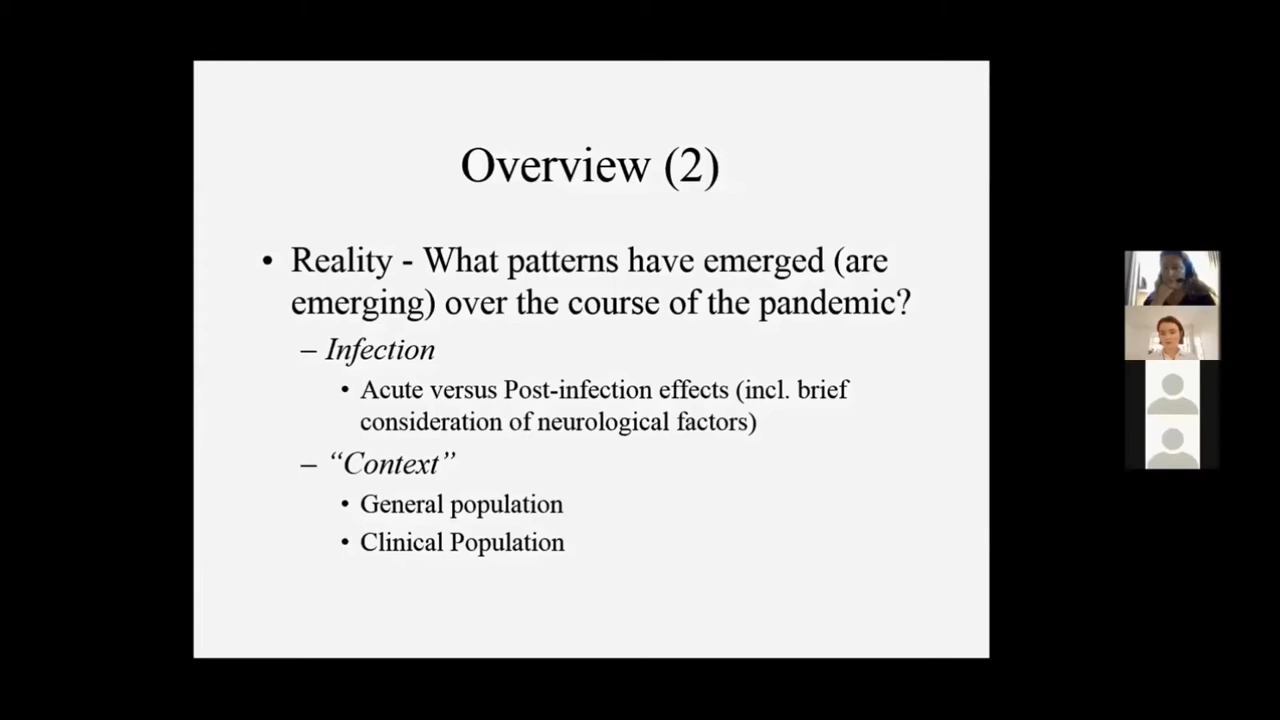 Overview (2)
• Reality - What patterns have emerged (are
emerging) over the course of the pandemic?
– Infection
• Acute versus Post-infection effects (incl. brief
consideration of neurological factors)
– “Context”
• General population
• Clinical Population